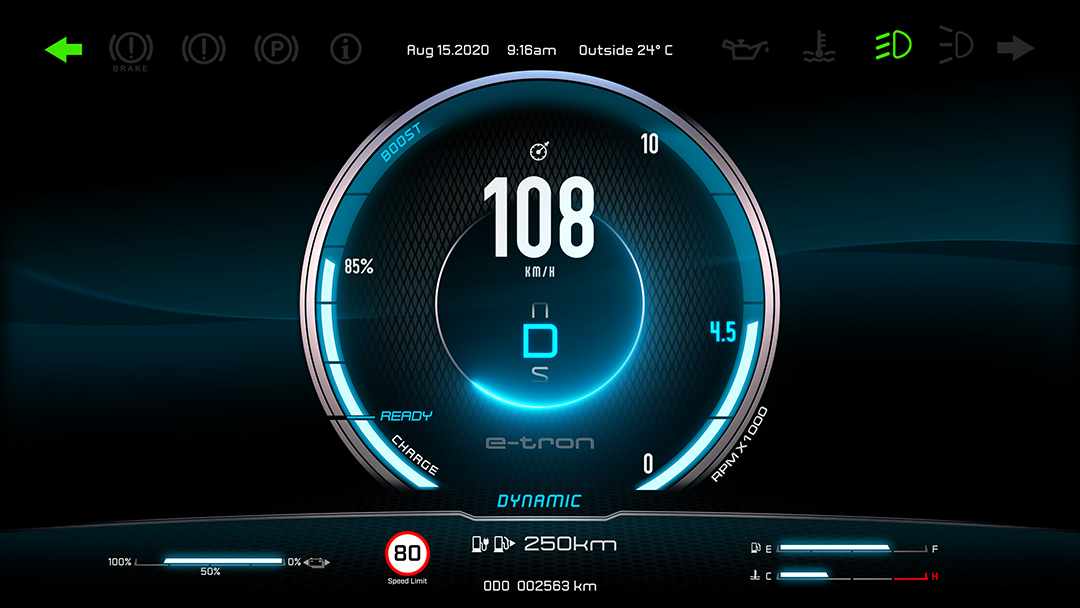 BRAKE
Aug 15.2020 9:16am Outside 24° C
BOOST
10
108
KM/H
85%
n
D
S
4.5
READY
CHARGE
e-tron
0
RPM X 1000
DYNAMIC
100% 50% 0%
80
Speed Limit
250km
ODO 002563 km
E F
C H